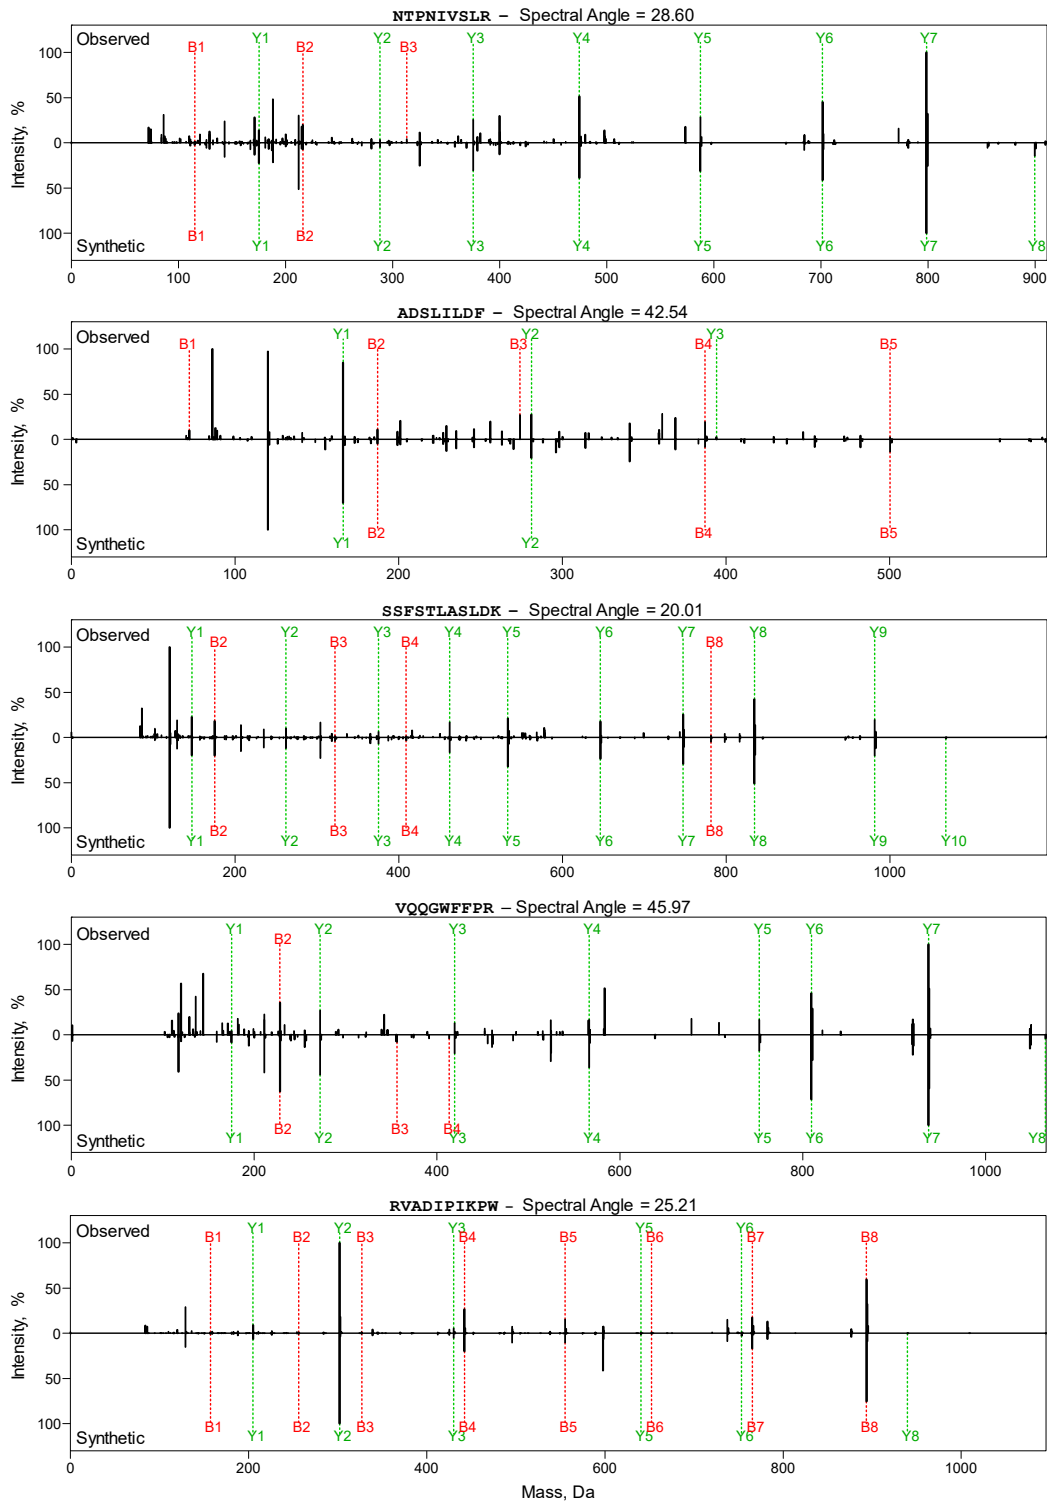 NTPNIVSLR – Spectral Angle = 28.60
Observed
B1 Y1 B2 Y2 B3 Y3 Y4 Y5 Y6 Y7
100
50
0
50
100
Intensity, %
Synthetic
B1 Y1 B2 Y2 Y3 Y4 Y5 Y6 Y7 Y8
0 100 200 300 400 500 600 700 800 900
ADSLILDF – Spectral Angle = 42.54
Observed
B1 Y1 B2 B3 Y2 B4 Y3 B5
100
50
0
50
100
Intensity, %
Synthetic
Y1 B2 Y2 B4 B5
0 100 200 300 400 500
SSFSTLASLDK – Spectral Angle = 20.01
Observed
Y1 B2 Y2 B3 Y3 B4 Y4 Y5 Y6 Y7 B8 Y8 Y9
100
50
0
50
100
Intensity, %
Synthetic
Y1 B2 Y2 B3 Y3 B4 Y4 Y5 Y6 Y7 B8 Y8 Y9 Y10
0 200 400 600 800 1000
VQQGWFFPR – Spectral Angle = 45.97
Observed
Y1 B2 Y2 Y3 Y4 Y5 Y6 Y7
100
50
0
50
100
Intensity, %
Synthetic
Y1 B2 Y2 B3 B4 Y3 Y4 Y5 Y6 Y7 Y8
0 200 400 600 800 1000
RVADIPIKPW – Spectral Angle = 25.21
Observed
B1 Y1 B2 Y2 B3 Y3 B4 B5 Y5 B6 Y6 B7 B8
100
50
0
50
100
Intensity, %
Synthetic
B1 Y1 B2 Y2 B3 Y3 B4 B5 Y5 B6 Y6 B7 B8 Y8
0 200 400 600 800 1000
Mass, Da